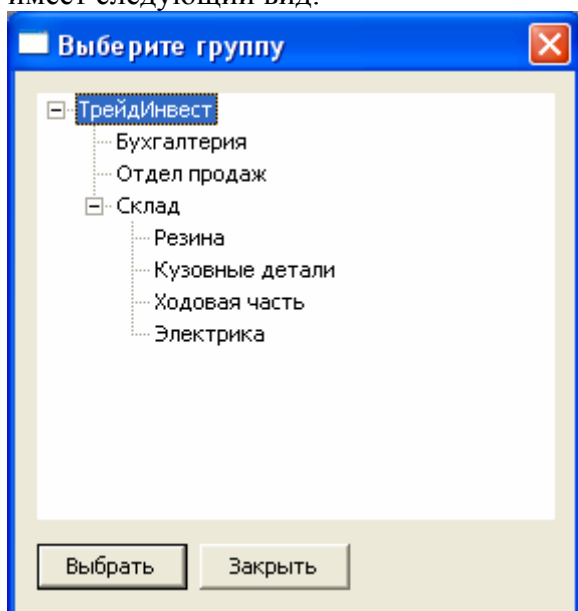 имеет следующий вид:
Выберите группу
ТрейдИнвест
Бухгалтерия
Отдел продаж
Склад
Резина
Кузовные детали
Ходовая часть
Электрика
Выбрать Закрыть